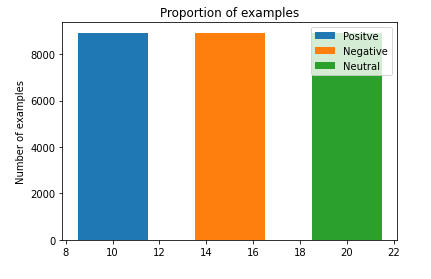 Proportion of examples
Positve
Negative
Neutral
Number of examples
8000
6000
4000
2000
0
8 10 12 14 16 18 20 22